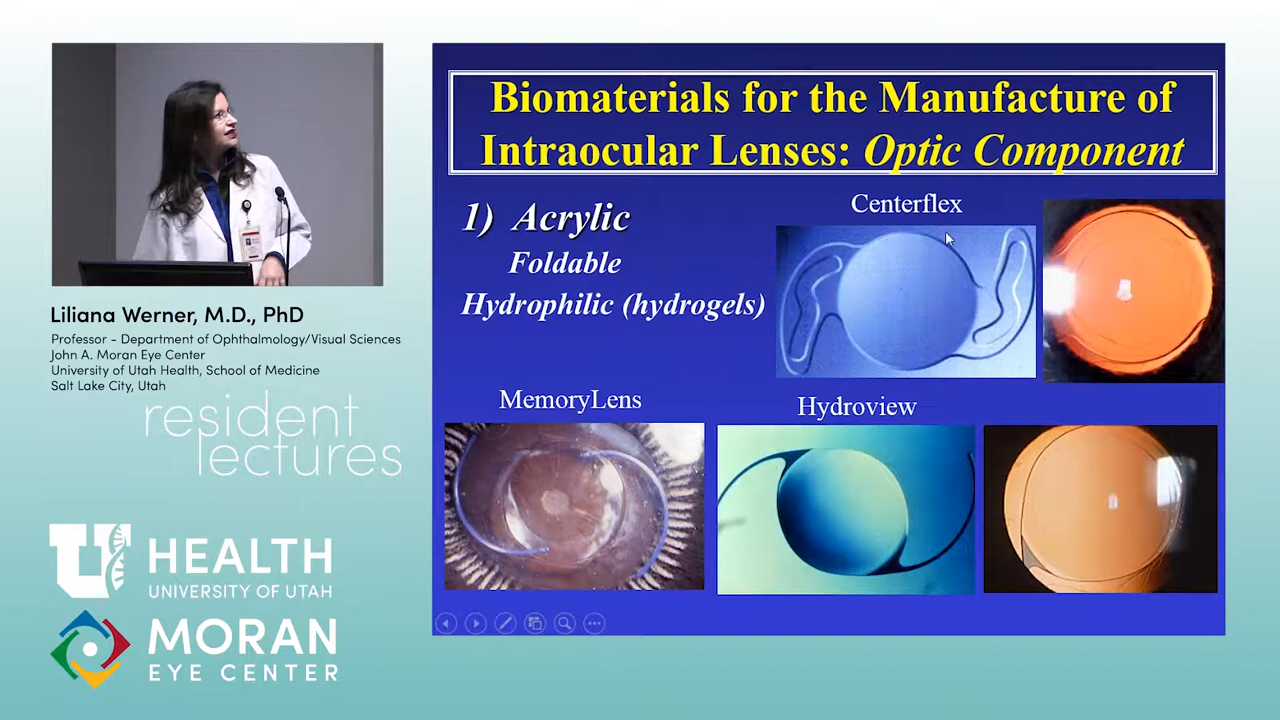 Liliana Werner, M.D., PhD
Professor - Department of Ophthalmology/Visual Sciences
John A. Moran Eye Center
University of Utah Health, School of Medicine
Salt Lake City, Utah
resident
lectures
U HEALTH
UNIVERSITY OF UTAH
MORAN
EYE CENTER
Biomaterials for the Manufacture of
Intraocular Lenses: Optic Component
1) Acrylic
Foldable
Hydrophilic (hydrogels)
Centerflex
MemoryLens
Hydroview